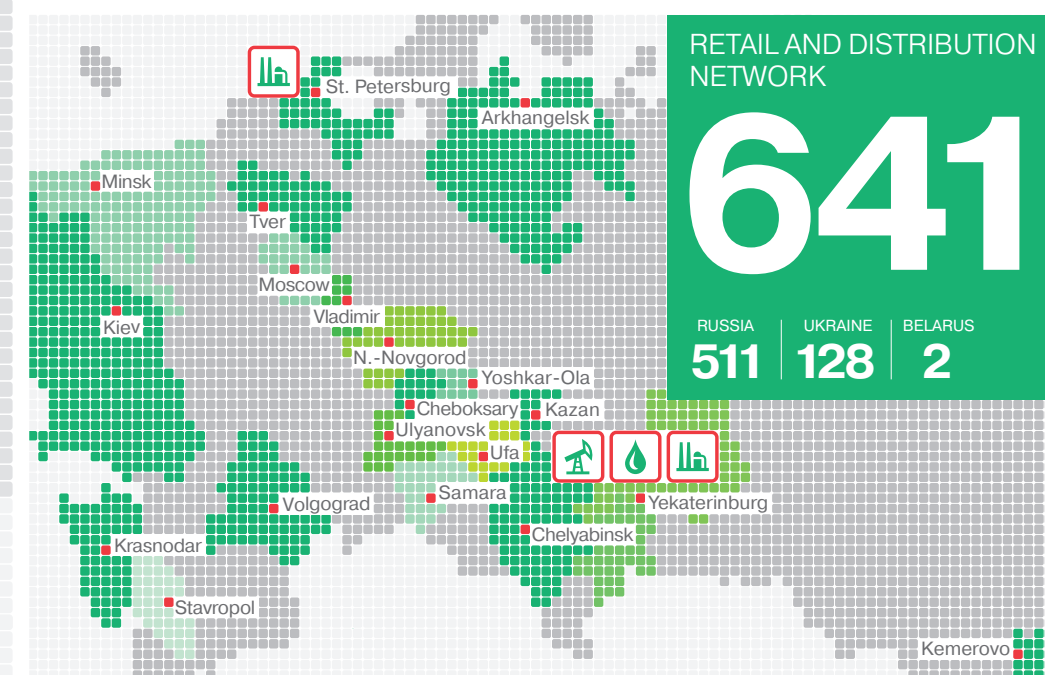 RETAIL AND DISTRIBUTION
NETWORK
641
RUSSIA
511
UKRAINE
128
BELARUS
2
St. Petersburg
Arkhangelsk
Minsk
Tver
Moscow
Vladimir
Kiev
N.-Novgorod
Yoshkar-Ola
Cheboksary
Kazan
Ulyanovsk
Ufa
Samara
Yekaterinburg
Volgograd
Chelyabinsk
Krasnodar
Stavropol
Kemerovo